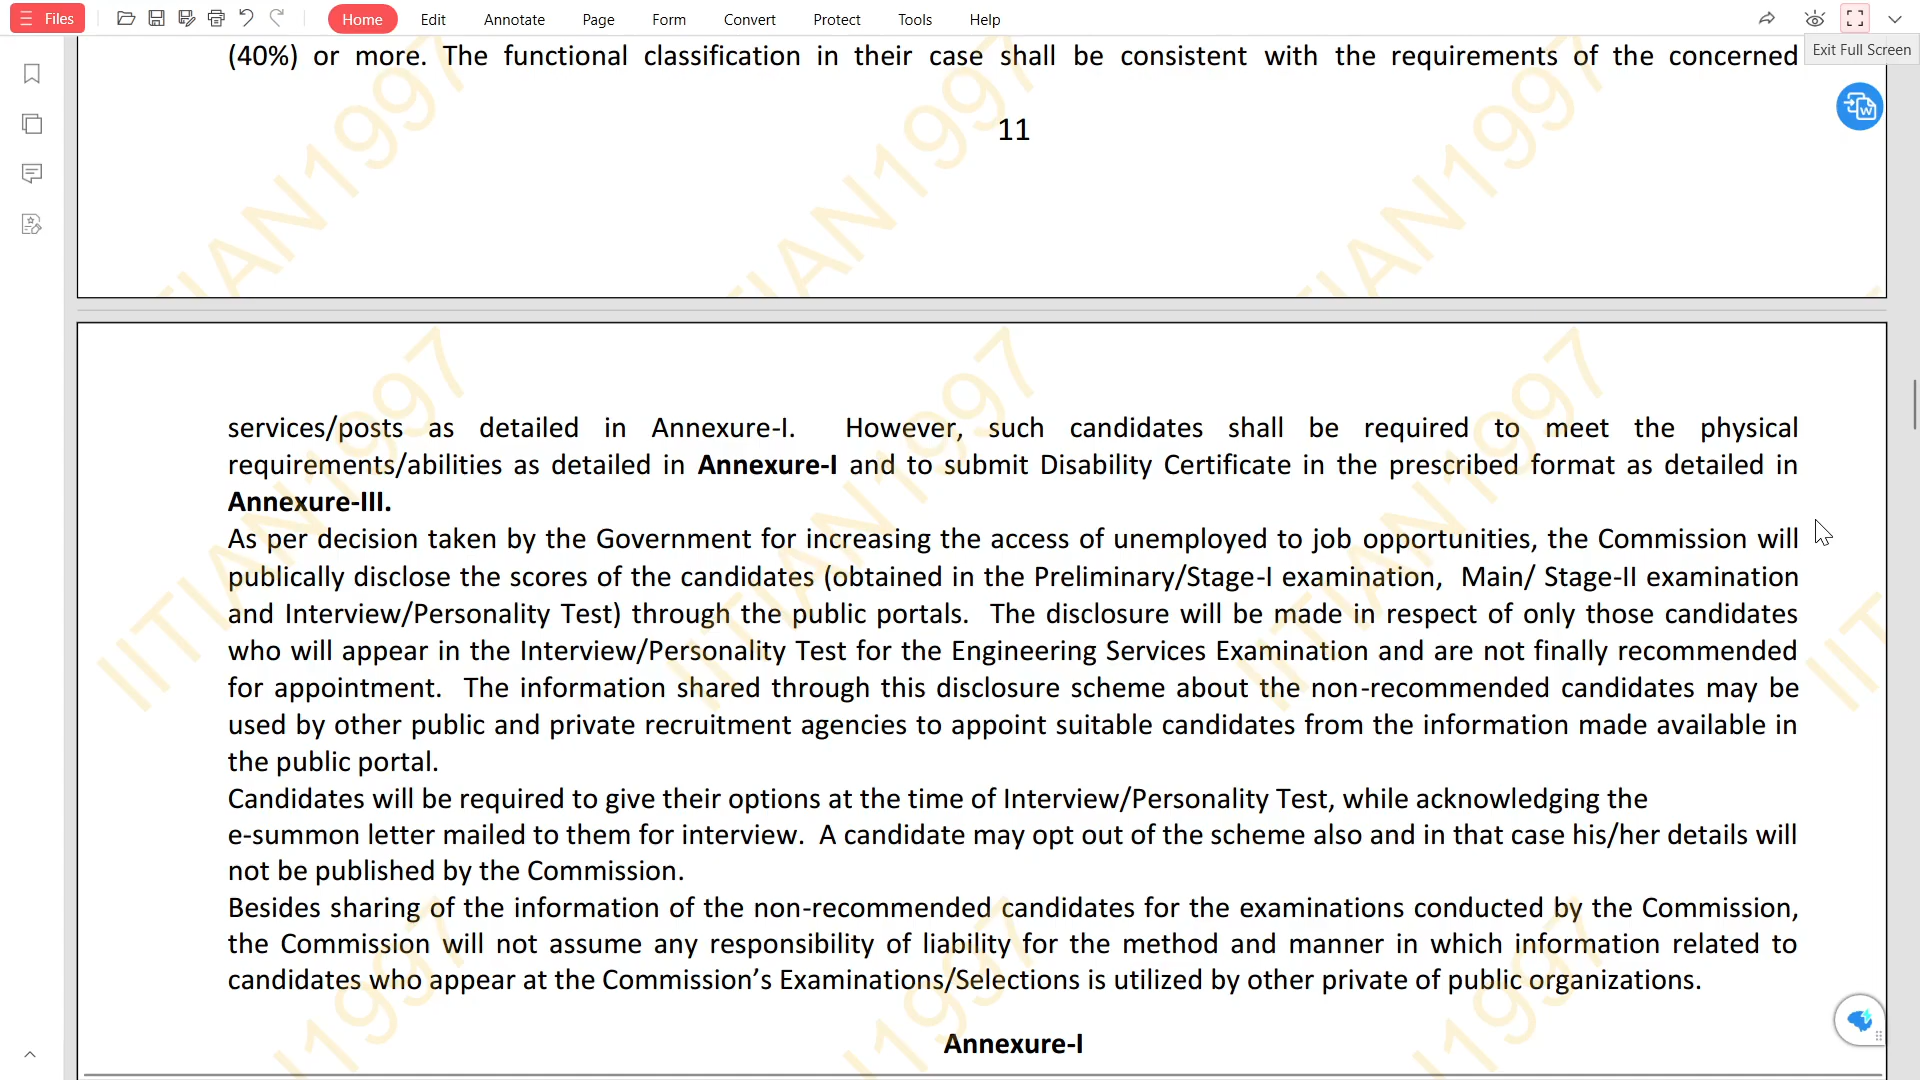 Files Home Edit Annotate Page Form Convert Protect Tools Help
Exit Full Screen
(40%) or more. The functional classification in their case shall be consistent with the requirements of the concerned
11
services/posts as detailed in Annexure-I. However, such candidates shall be required to meet the physical
requirements/abilities as detailed in Annexure-I and to submit Disability Certificate in the prescribed format as detailed in
Annexure-III.
As per decision taken by the Government for increasing the access of unemployed to job opportunities, the Commission will
publically disclose the scores of the candidates (obtained in the Preliminary/Stage-I examination, Main/ Stage-II examination
and Interview/Personality Test) through the public portals. The disclosure will be made in respect of only those candidates
who will appear in the Interview/Personality Test for the Engineering Services Examination and are not finally recommended
for appointment. The information shared through this disclosure scheme about the non-recommended candidates may be
used by other public and private recruitment agencies to appoint suitable candidates from the information made available in
the public portal.
Candidates will be required to give their options at the time of Interview/Personality Test, while acknowledging the
e-summon letter mailed to them for interview. A candidate may opt out of the scheme also and in that case his/her details will
not be published by the Commission.
Besides sharing of the information of the non-recommended candidates for the examinations conducted by the Commission,
the Commission will not assume any responsibility of liability for the method and manner in which information related to
candidates who appear at the Commission's Examinations/Selections is utilized by other private of public organizations.
Annexure-I
TIAN1997
TIAN1997
TIAN1997
IITIAN1997
IITIAN1997
IITIAN1997
IIT
1997
1997
1997